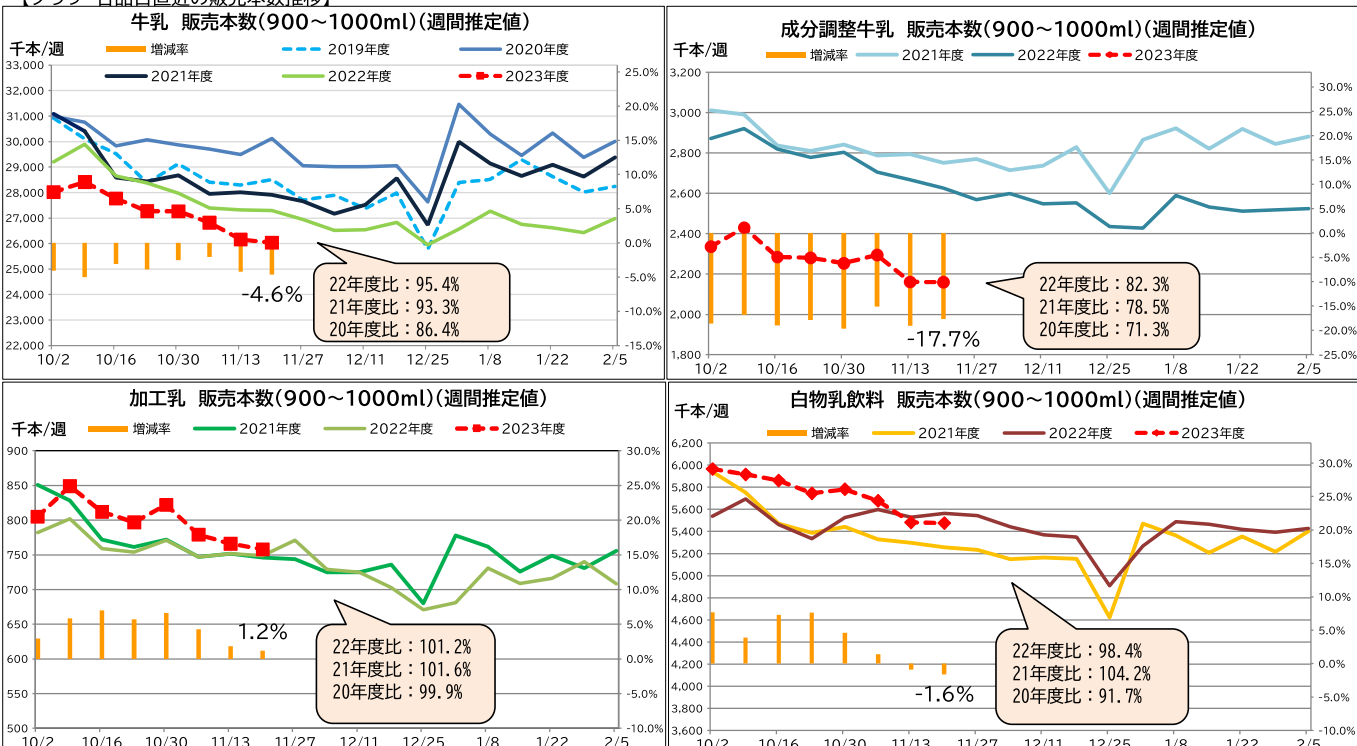 牛乳 販売本数(900～1000ml)(週間推定値)
千本/週
増減率 2019年度 2020年度
2021年度 2022年度 2023年度
33,000
32,000
31,000
30,000
29,000
28,000
27,000
26,000
25,000
24,000
23,000
22,000
25.0%
20.0%
15.0%
10.0%
5.0%
0.0%
-5.0%
-10.0%
-15.0%
-4.6%
22年度比：95.4%
21年度比：93.3%
20年度比：86.4%
10/2 10/16 10/30 11/13 11/27 12/11 12/25 1/8 1/22 2/5
成分調整牛乳 販売本数(900～1000ml)(週間推定値)
千本/週
増減率 2021年度 2022年度 2023年度
3,200
3,000
2,800
2,600
2,400
2,200
2,000
1,800
30.0%
25.0%
20.0%
15.0%
10.0%
5.0%
0.0%
-5.0%
-10.0%
-15.0%
-20.0%
-25.0%
-17.7%
22年度比：82.3%
21年度比：78.5%
20年度比：71.3%
10/2 10/16 10/30 11/13 11/27 12/11 12/25 1/8 1/22 2/5
加工乳 販売本数(900～1000ml)(週間推定値)
千本/週
増減率 2021年度 2022年度 2023年度
900
850
800
750
700
650
600
550
500
30.0%
25.0%
20.0%
15.0%
10.0%
5.0%
0.0%
-5.0%
-10.0%
1.2%
22年度比：101.2%
21年度比：101.6%
20年度比：99.9%
10/2 10/16 10/30 11/13 11/27 12/11 12/25 1/8 1/22 2/5
白物乳飲料 販売本数(900～1000ml)(週間推定値)
千本/週
増減率 2021年度 2022年度 2023年度
6,200
6,000
5,800
5,600
5,400
5,200
5,000
4,800
4,600
4,400
4,200
4,000
3,800
3,600
30.0%
25.0%
20.0%
15.0%
10.0%
5.0%
0.0%
-5.0%
-10.0%
-1.6%
22年度比：98.4%
21年度比：104.2%
20年度比：91.7%
10/2 10/16 10/30 11/13 11/27 12/11 12/25 1/8 1/22 2/5